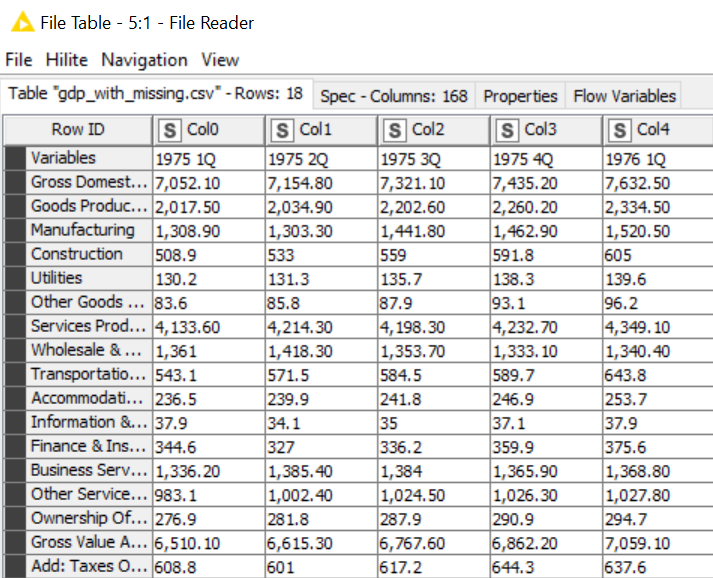 File Table - 5:1 - File Reader
File Hilite Navigation View
Table "gdp_with_missing.csv" - Rows: 18 Spec - Columns: 168 Properties Flow Variables
Row ID S Col0 S Col1 S Col2 S Col3 S Col4
Variables 1975 1Q 1975 2Q 1975 3Q 1975 4Q 1976 1Q
Gross Domest... 7,052.10 7,154.80 7,321.10 7,435.20 7,632.50
Goods Produc... 2,017.50 2,034.90 2,202.60 2,260.20 2,334.50
Manufacturing 1,308.90 1,303.30 1,441.80 1,462.90 1,520.50
Construction 508.9 533 559 591.8 605
Utilities 130.2 131.3 135.7 138.3 139.6
Other Goods ... 83.6 85.8 87.9 93.1 96.2
Services Prod... 4,133.60 4,214.30 4,198.30 4,232.70 4,349.10
Wholesale & ... 1,361 1,418.30 1,353.70 1,333.10 1,340.40
Transportatio... 543.1 571.5 584.5 589.7 643.8
Accommodati... 236.5 239.9 241.8 246.9 253.7
Information &... 37.9 34.1 35 37.1 37.9
Finance & Ins... 344.6 327 336.2 359.9 375.6
Business Serv... 1,336.20 1,385.40 1,384 1,365.90 1,368.80
Other Service... 983.1 1,002.40 1,024.50 1,026.30 1,027.80
Ownership Of... 276.9 281.8 287.9 290.9 294.7
Gross Value A... 6,510.10 6,615.30 6,767.60 6,862.20 7,059.10
Add: Taxes O... 608.8 601 617.2 644.3 637.6